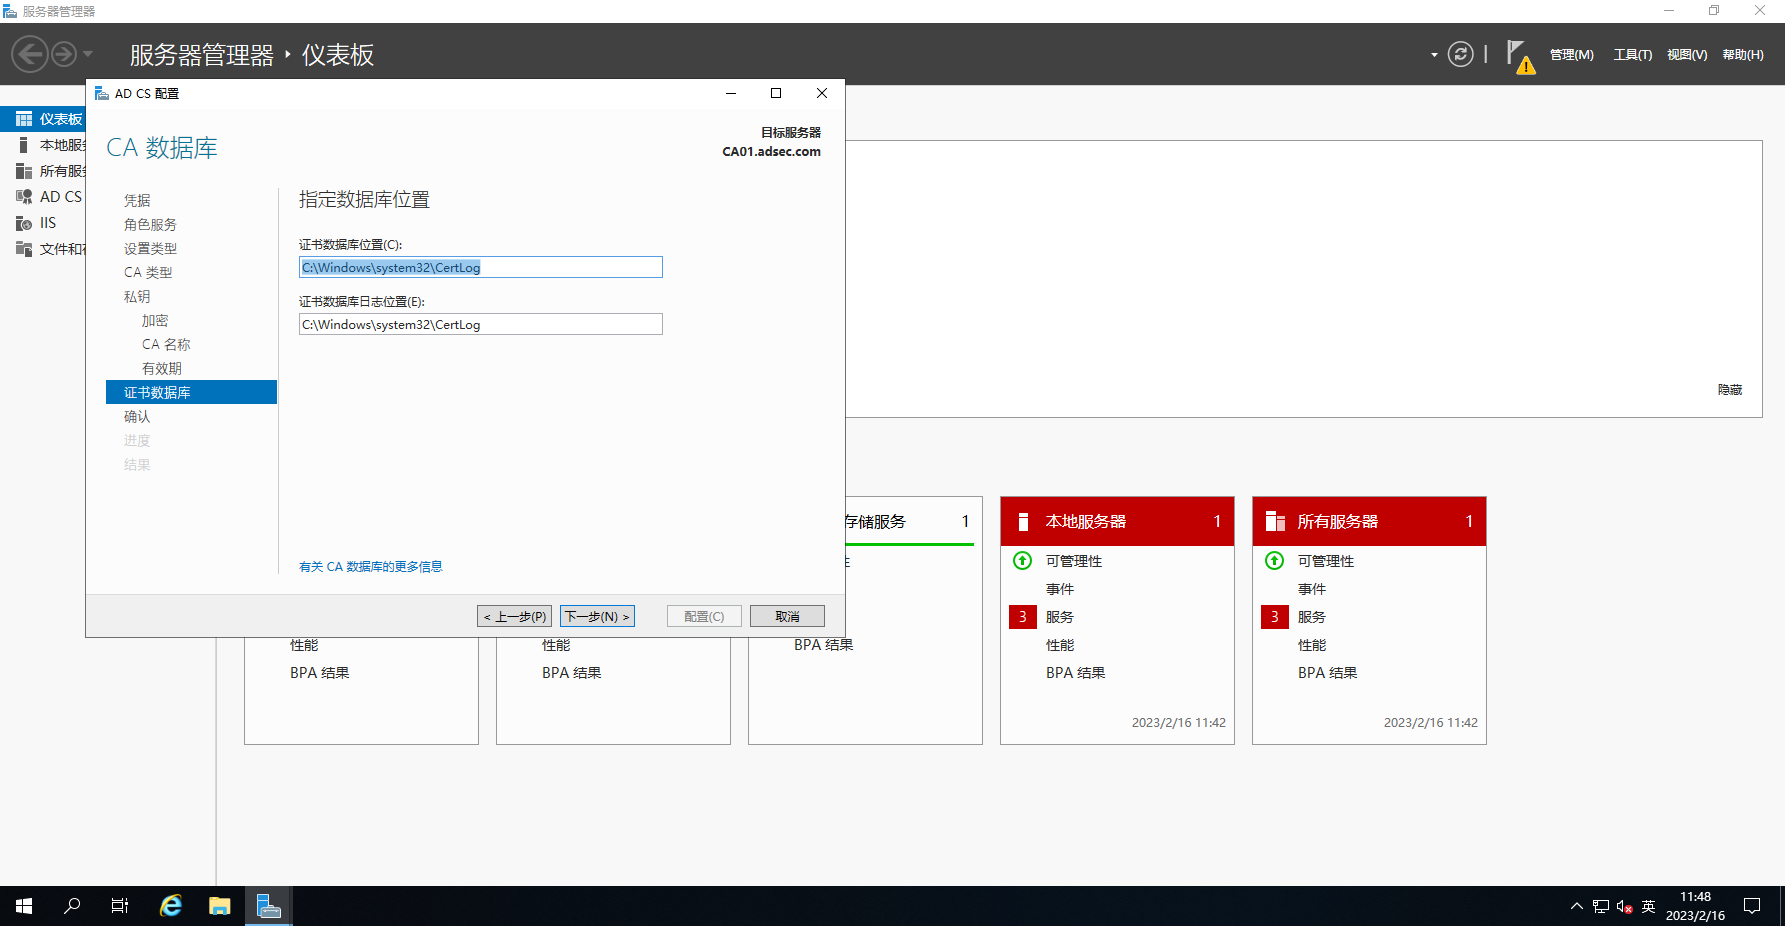 服务器管理器
服务器管理器 ‣ 仪表板
管理(M)
工具(T)
视图(V)
帮助(H)
仪表板
本地服
所有服
AD CS
IIS
文件和
AD CS 配置
CA 数据库
目标服务器
CA01.adsec.com
凭据
角色服务
设置类型
CA 类型
私钥
加密
CA 名称
有效期
证书数据库
确认
进度
结果
指定数据库位置
证书数据库位置(C):
C:\Windows\system32\CertLog
证书数据库日志位置(E):
C:\Windows\system32\CertLog
有关 CA 数据库的更多信息
< 上一步(P)
下一步(N) >
配置(C)
取消
隐藏
存储服务 1
性能
BPA 结果
性能
BPA 结果
BPA 结果
本地服务器 1
可管理性
事件
3 服务
性能
BPA 结果
2023/2/16 11:42
所有服务器 1
可管理性
事件
3 服务
性能
BPA 结果
2023/2/16 11:42
英
11:48
2023/2/16